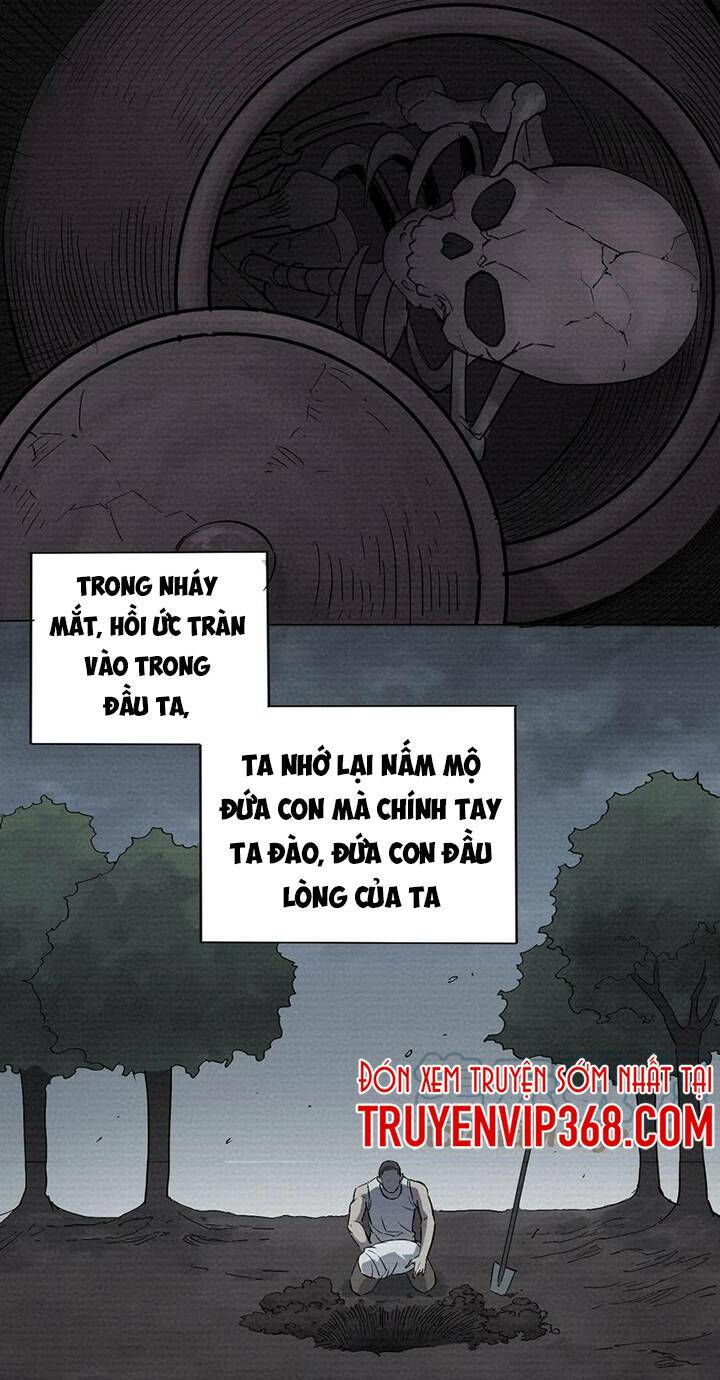 TRONG NHÁY
MẮT, HỒI ỨC TRÀN
VÀO TRONG
ĐẦU TA,
TA NHỚ LẠI NẤM MỘ
ĐỨA CON MÀ CHÍNH TAY
TA ĐÀO, ĐỨA CON ĐẦU
LÒNG CỦA TA
ĐÓN XEM TRUYỆN SỚM NHẤT TẠI
TRUYENVIP368.COM